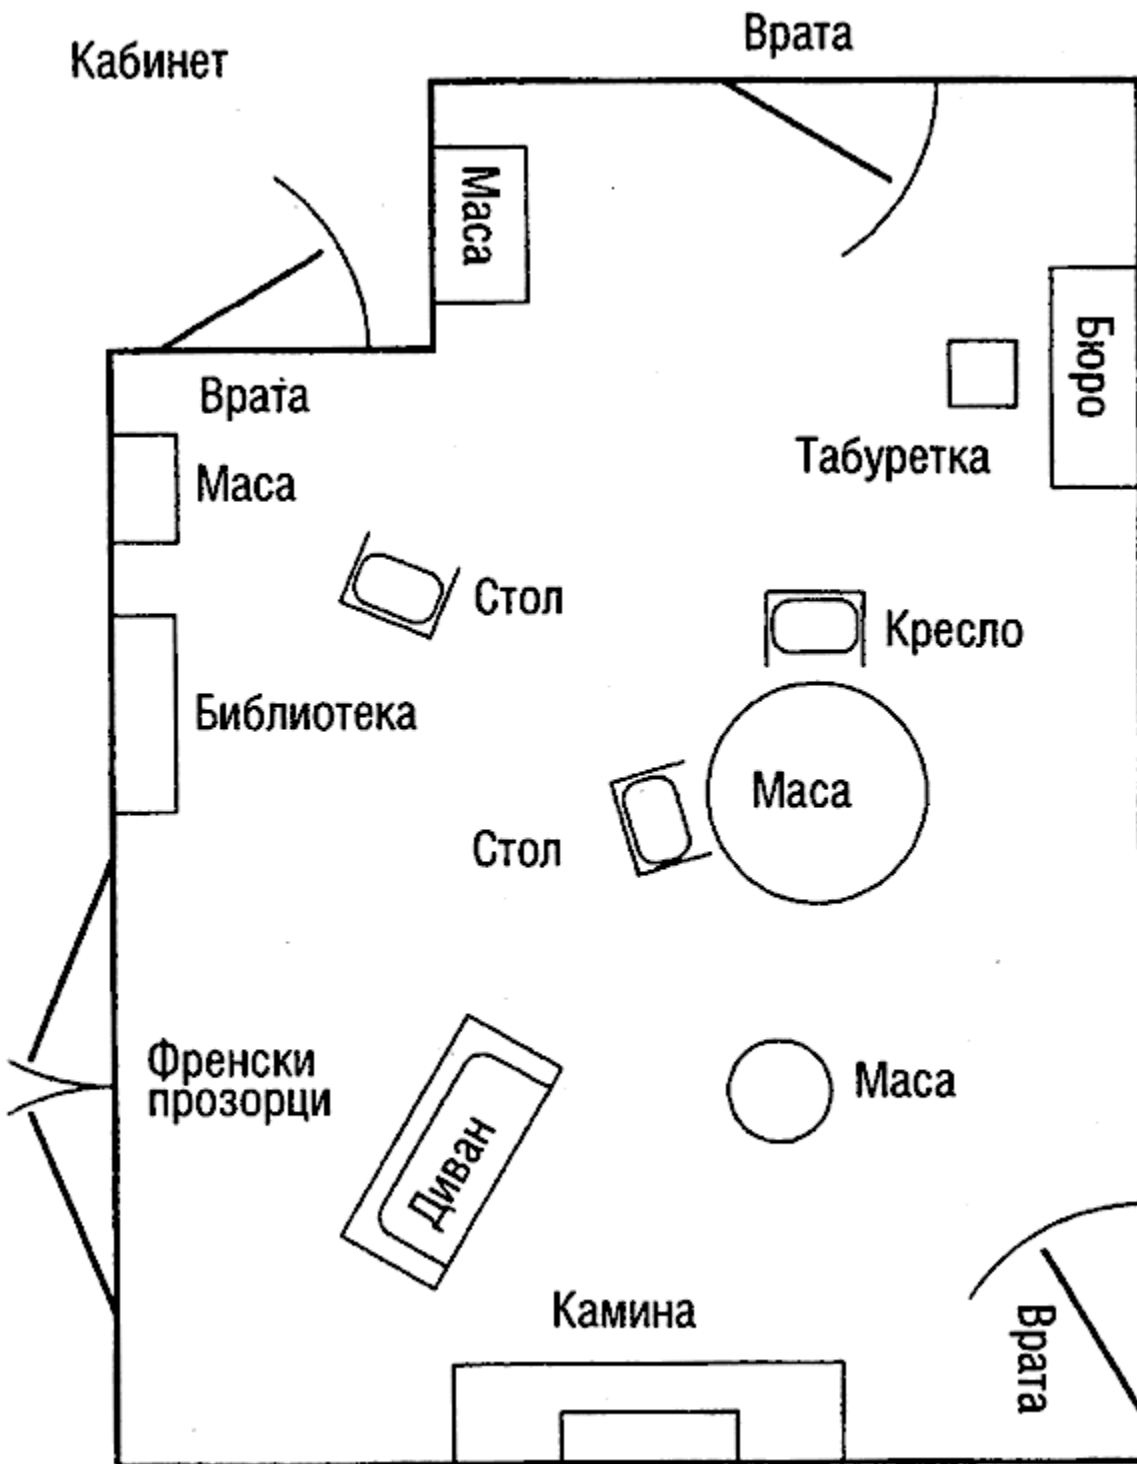 Врата
Кабинет
Маса
Врата
Бюро
Табуретка
Маса
Стол
Кресло
Библиотека
Маса
Стол
Френски
прозорци
Маса
Диван
Камина
Врата